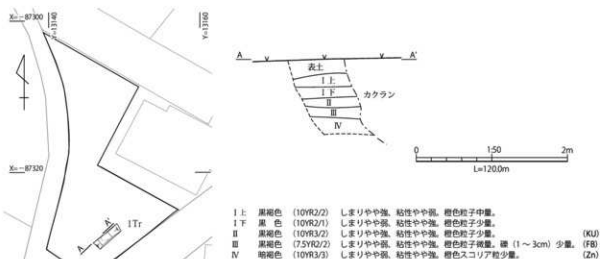 X=-87300
Y=13140
Y=13160
X=-87320
1Tr
A
A'
A
A'
表土
Ⅰ上
Ⅰ下
Ⅱ
Ⅲ
Ⅳ
カクラン
0 1:50 2m
L=120.0m
Ⅰ上 黒褐色 (10YR2/2) しまりやや強、粘性やや弱。橙色粒子中量。
Ⅰ下 黒 色 (10YR2/1) しまりやや強、粘性やや弱。橙色粒子少量。
Ⅱ 黒褐色 (10YR3/2) しまりやや強、粘性やや弱。橙色粒子少量。 (KU)
Ⅲ 黒褐色 (7.5YR2/2) しまりやや強、粘性やや弱。橙色粒子微量。礫(1〜3cm)少量。 (FB)
Ⅳ 暗褐色 (10YR3/3) しまりやや強、粘性やや弱。橙色スコリア粒少量。 (Zn)